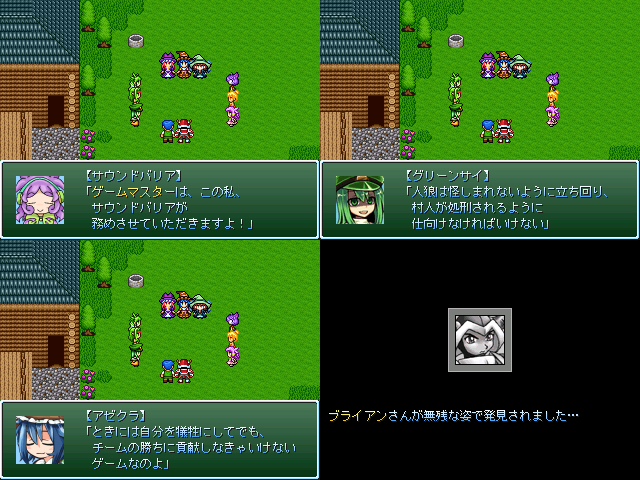 【サウンドバリア】
「ゲームマスターは、この私、
サウンドバリアが
務めさせていただきますよ!」
【グリーンサイ】
「人狼は怪しまれないように立ち回り、
村人が処刑されるように
仕向けなければいけない」
【アゼクラ】
「ときには自分を犠牲にしてでも、
チームの勝ちに貢献しなきゃいけない
ゲームなのよ」
ブライアンさんが無残な姿で発見されました…